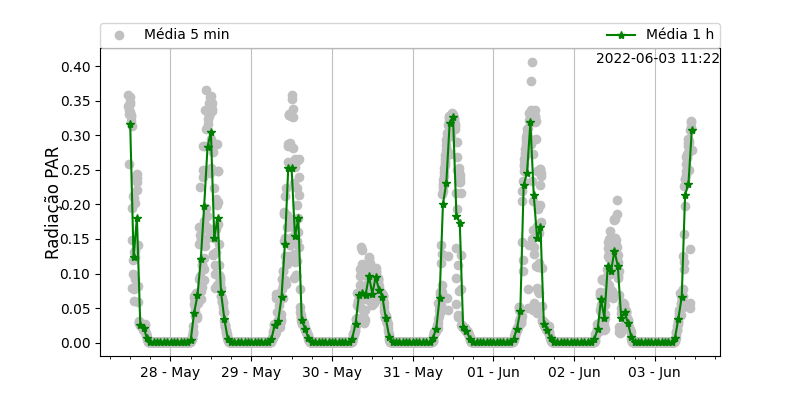 Média 5 min
Média 1 h
2022-06-03 11:22
Radiação PAR
0.40
0.35
0.30
0.25
0.20
0.15
0.10
0.05
0.00
28 - May
29 - May
30 - May
31 - May
01 - Jun
02 - Jun
03 - Jun